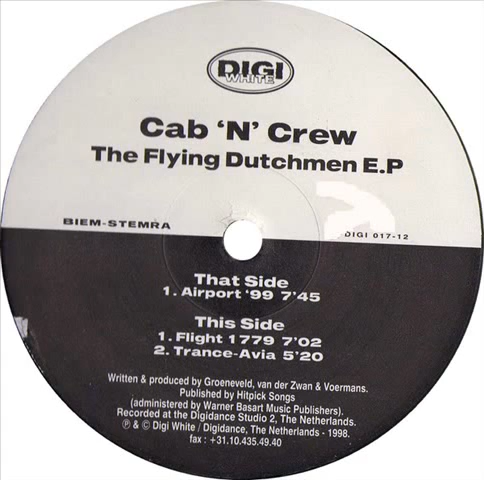 DIGI
WHITE
Cab ‘N’ Crew
The Flying Dutchmen E.P
BIEM-STEMRA
DIGI 017-12
That Side
1. Airport ‘99 7’45
This Side
1. Flight 1779 7’02
2. Trance-Avia 5’20
Written & produced by Groeneveld, van der Zwan & Voermans.
Published by Hitpick Songs
(administered by Warner Basart Music Publishers).
Recorded at the Digidance Studio 2, The Netherlands.
℗ & © Digi White / Digidance, The Netherlands - 1998.
fax : +31.10.435.49.40